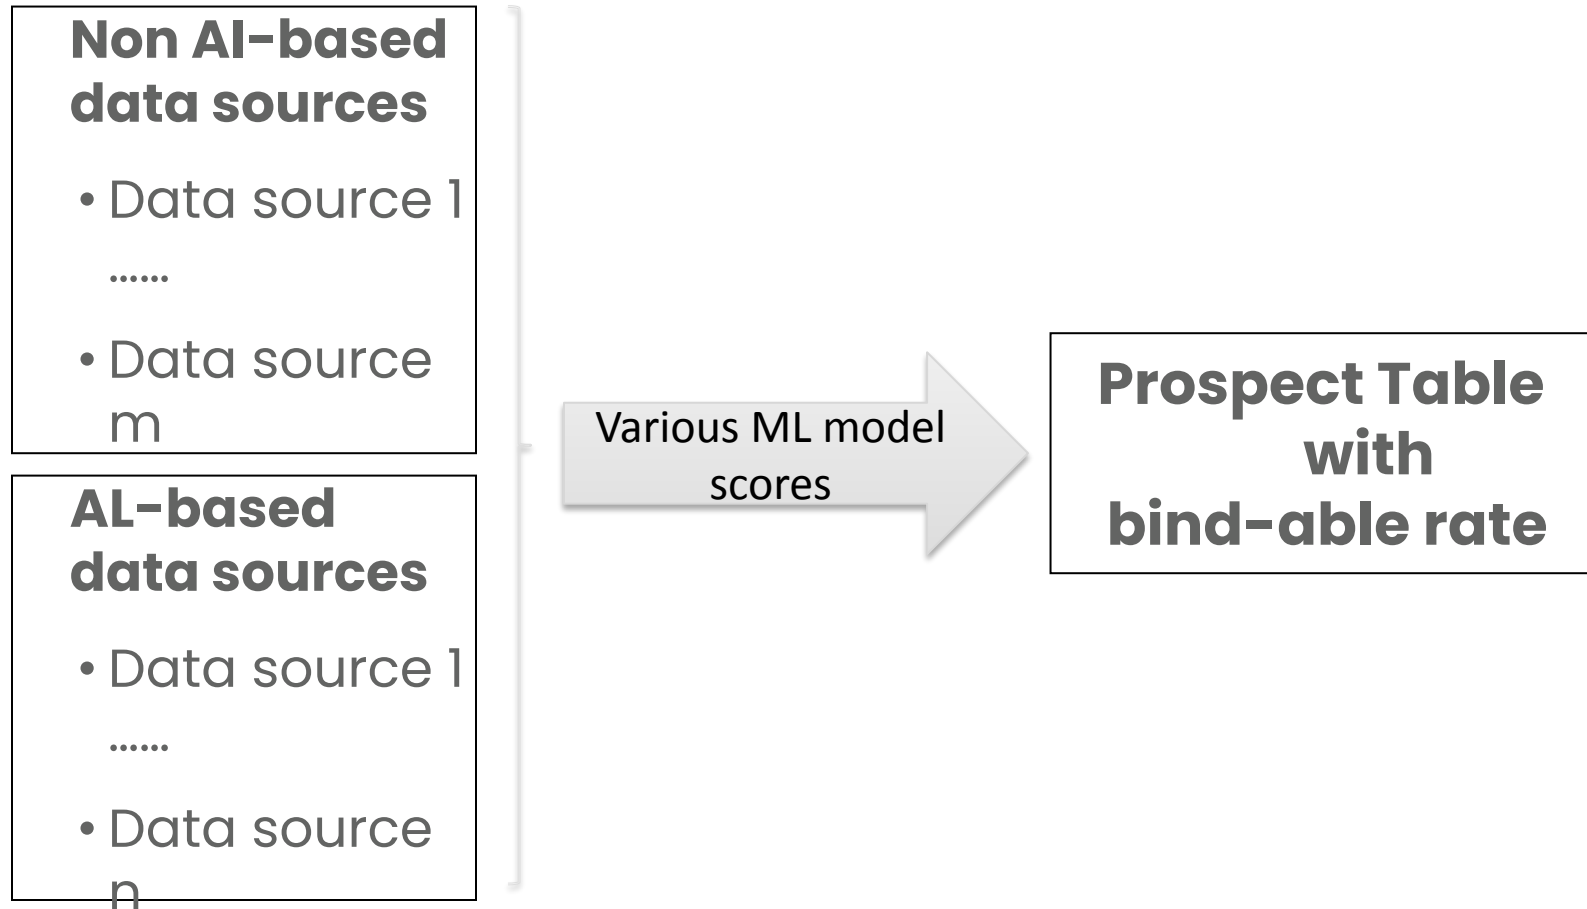 Non AI-based
data sources
• Data source 1
......
• Data source
m
AL-based
data sources
• Data source 1
......
• Data source
n
Various ML model
scores
Prospect Table
with
bind-able rate